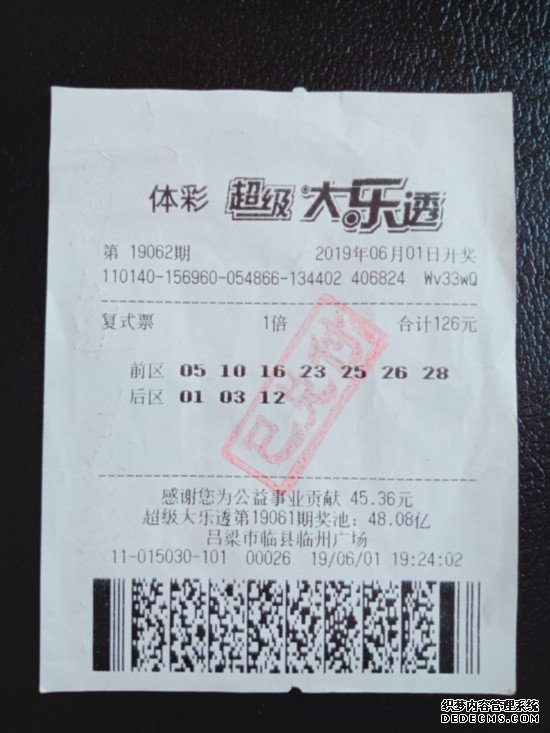 体彩 超级大乐透
第 19062期 2019年06月01日开奖
110140-156960-054866-134402 406824 Wv33wQ
复式票 1倍 合计126元
前区 05 10 16 23 25 26 28
后区 01 03 12
已兑付
感谢您为公益事业贡献 45.36元
超级大乐透第19061期奖池：48.08亿
吕梁市临县临州广场
11-015030-101 00026 19/06/01 19:24:02
织梦内容管理系统
DEDECMS.COM